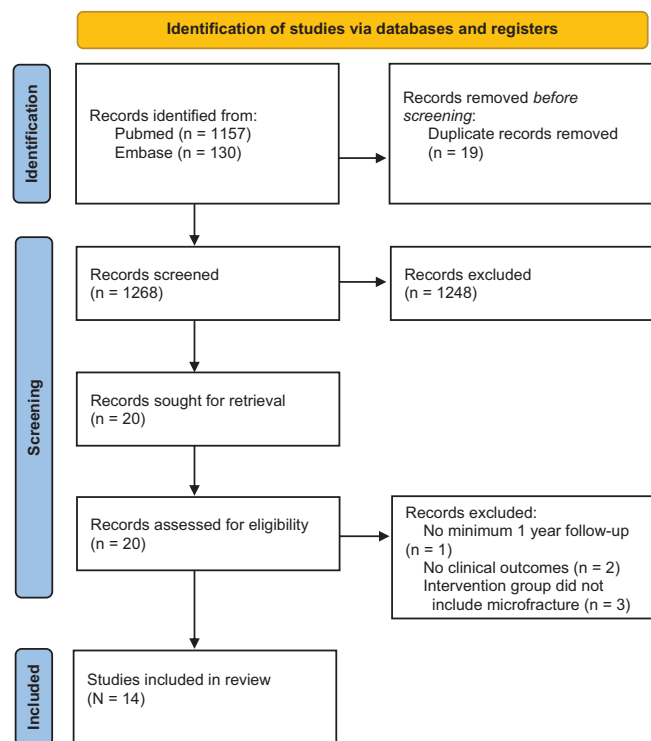 Identification of studies via databases and registers
Identification
Records identified from:
Pubmed (n = 1157)
Embase (n = 130)
Records removed before
screening:
Duplicate records removed
(n = 19)
Screening
Records screened
(n = 1268)
Records excluded
(n = 1248)
Records sought for retrieval
(n = 20)
Records assessed for eligibility
(n = 20)
Records excluded:
No minimum 1 year follow-up
(n = 1)
No clinical outcomes (n = 2)
Intervention group did not
include microfracture (n = 3)
Included
Studies included in review
(N = 14)